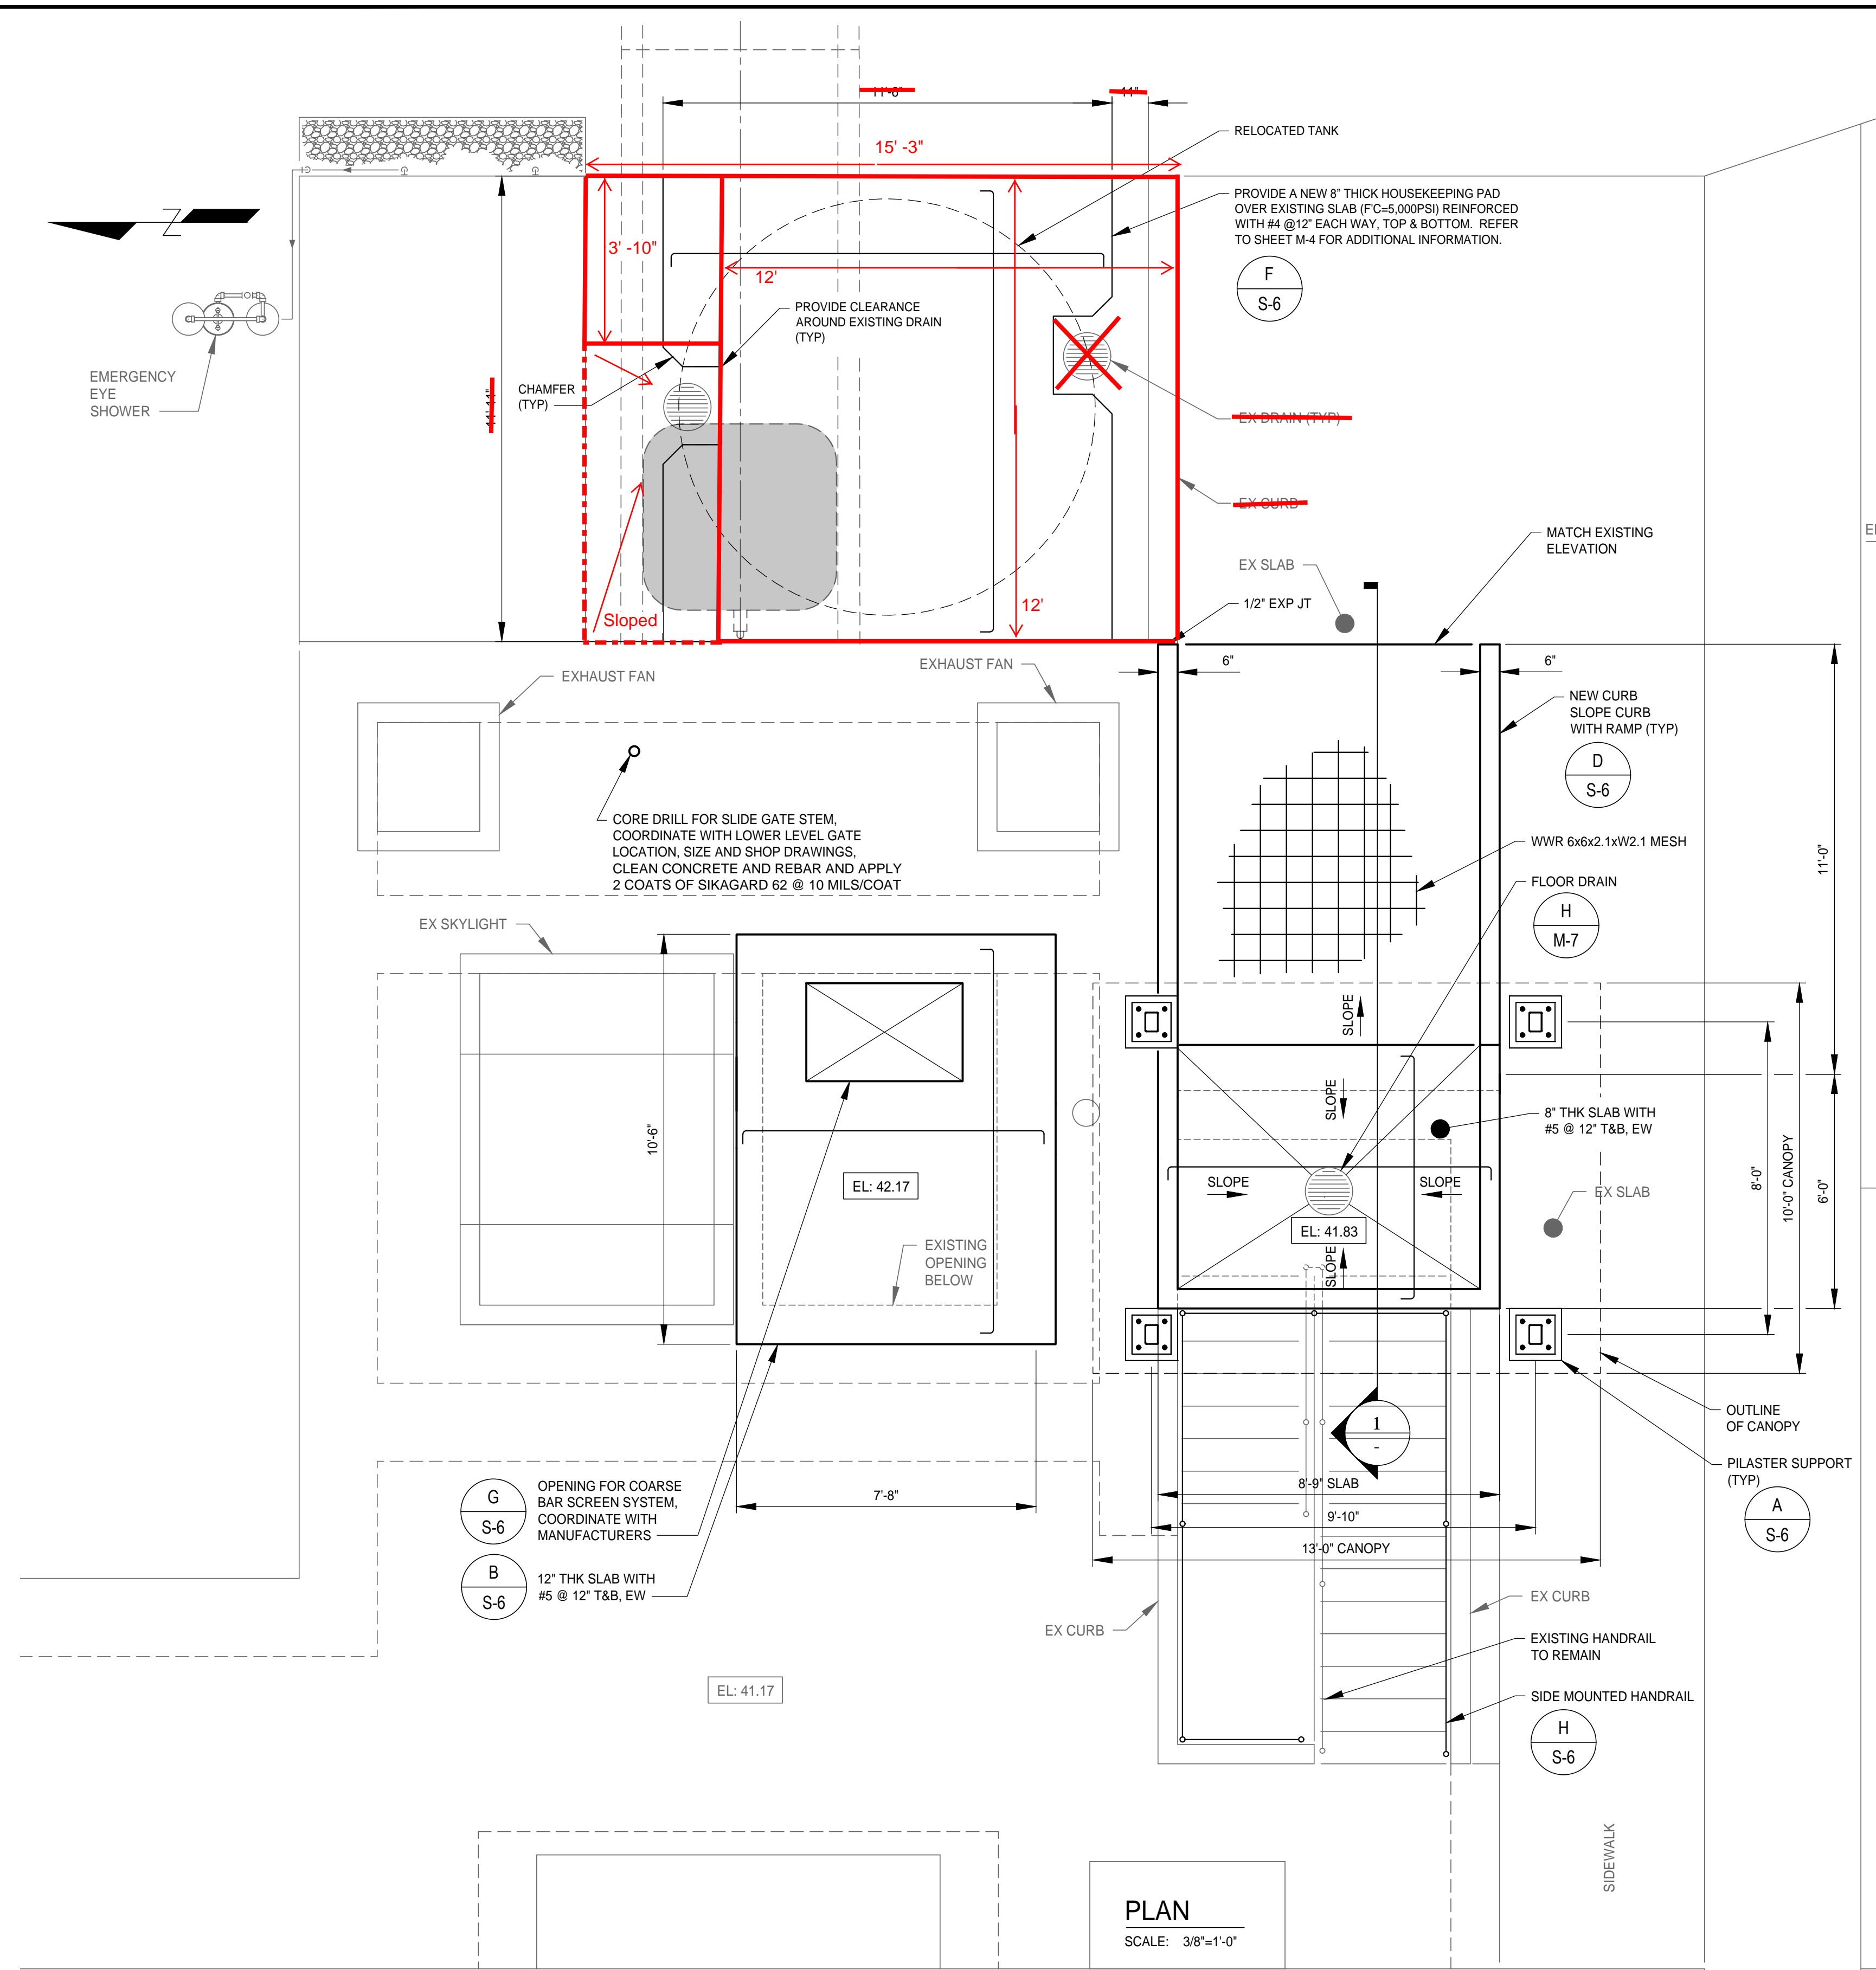 11'-6"
11"
15' -3"
RELOCATED TANK
PROVIDE A NEW 8" THICK HOUSEKEEPING PAD
OVER EXISTING SLAB (F'C=5,000PSI) REINFORCED
WITH #4 @12" EACH WAY, TOP & BOTTOM. REFER
TO SHEET M-4 FOR ADDITIONAL INFORMATION.
F
S-6
Z
3' -10"
12'
PROVIDE CLEARANCE
AROUND EXISTING DRAIN
(TYP)
EMERGENCY
EYE
SHOWER
CHAMFER
(TYP)
11'-11"
EX DRAIN (TYP)
EX CURB
MATCH EXISTING
ELEVATION
EX SLAB
1/2" EXP JT
12'
Sloped
EXHAUST FAN
EXHAUST FAN
6"
6"
NEW CURB
SLOPE CURB
WITH RAMP (TYP)
D
S-6
CORE DRILL FOR SLIDE GATE STEM,
COORDINATE WITH LOWER LEVEL GATE
LOCATION, SIZE AND SHOP DRAWINGS,
CLEAN CONCRETE AND REBAR AND APPLY
2 COATS OF SIKAGARD 62 @ 10 MILS/COAT
WWR 6x6x2.1xW2.1 MESH
11'-0"
FLOOR DRAIN
H
M-7
EX SKYLIGHT
SLOPE
SLOPE
10'-6"
8" THK SLAB WITH
#5 @ 12" T&B, EW
EL: 42.17
SLOPE
SLOPE
EX SLAB
8'-0"
10'-0" CANOPY
6'-0"
EL: 41.83
SLOPE
EXISTING
OPENING
BELOW
OUTLINE
OF CANOPY
1
-
PILASTER SUPPORT
(TYP)
A
S-6
G
S-6
OPENING FOR COARSE
BAR SCREEN SYSTEM,
COORDINATE WITH
MANUFACTURERS
7'-8"
8'-9" SLAB
9'-10"
13'-0" CANOPY
B
S-6
12" THK SLAB WITH
#5 @ 12" T&B, EW
EX CURB
EX CURB
EXISTING HANDRAIL
TO REMAIN
EL: 41.17
SIDE MOUNTED HANDRAIL
H
S-6
SIDEWALK
PLAN
SCALE: 3/8"=1'-0"